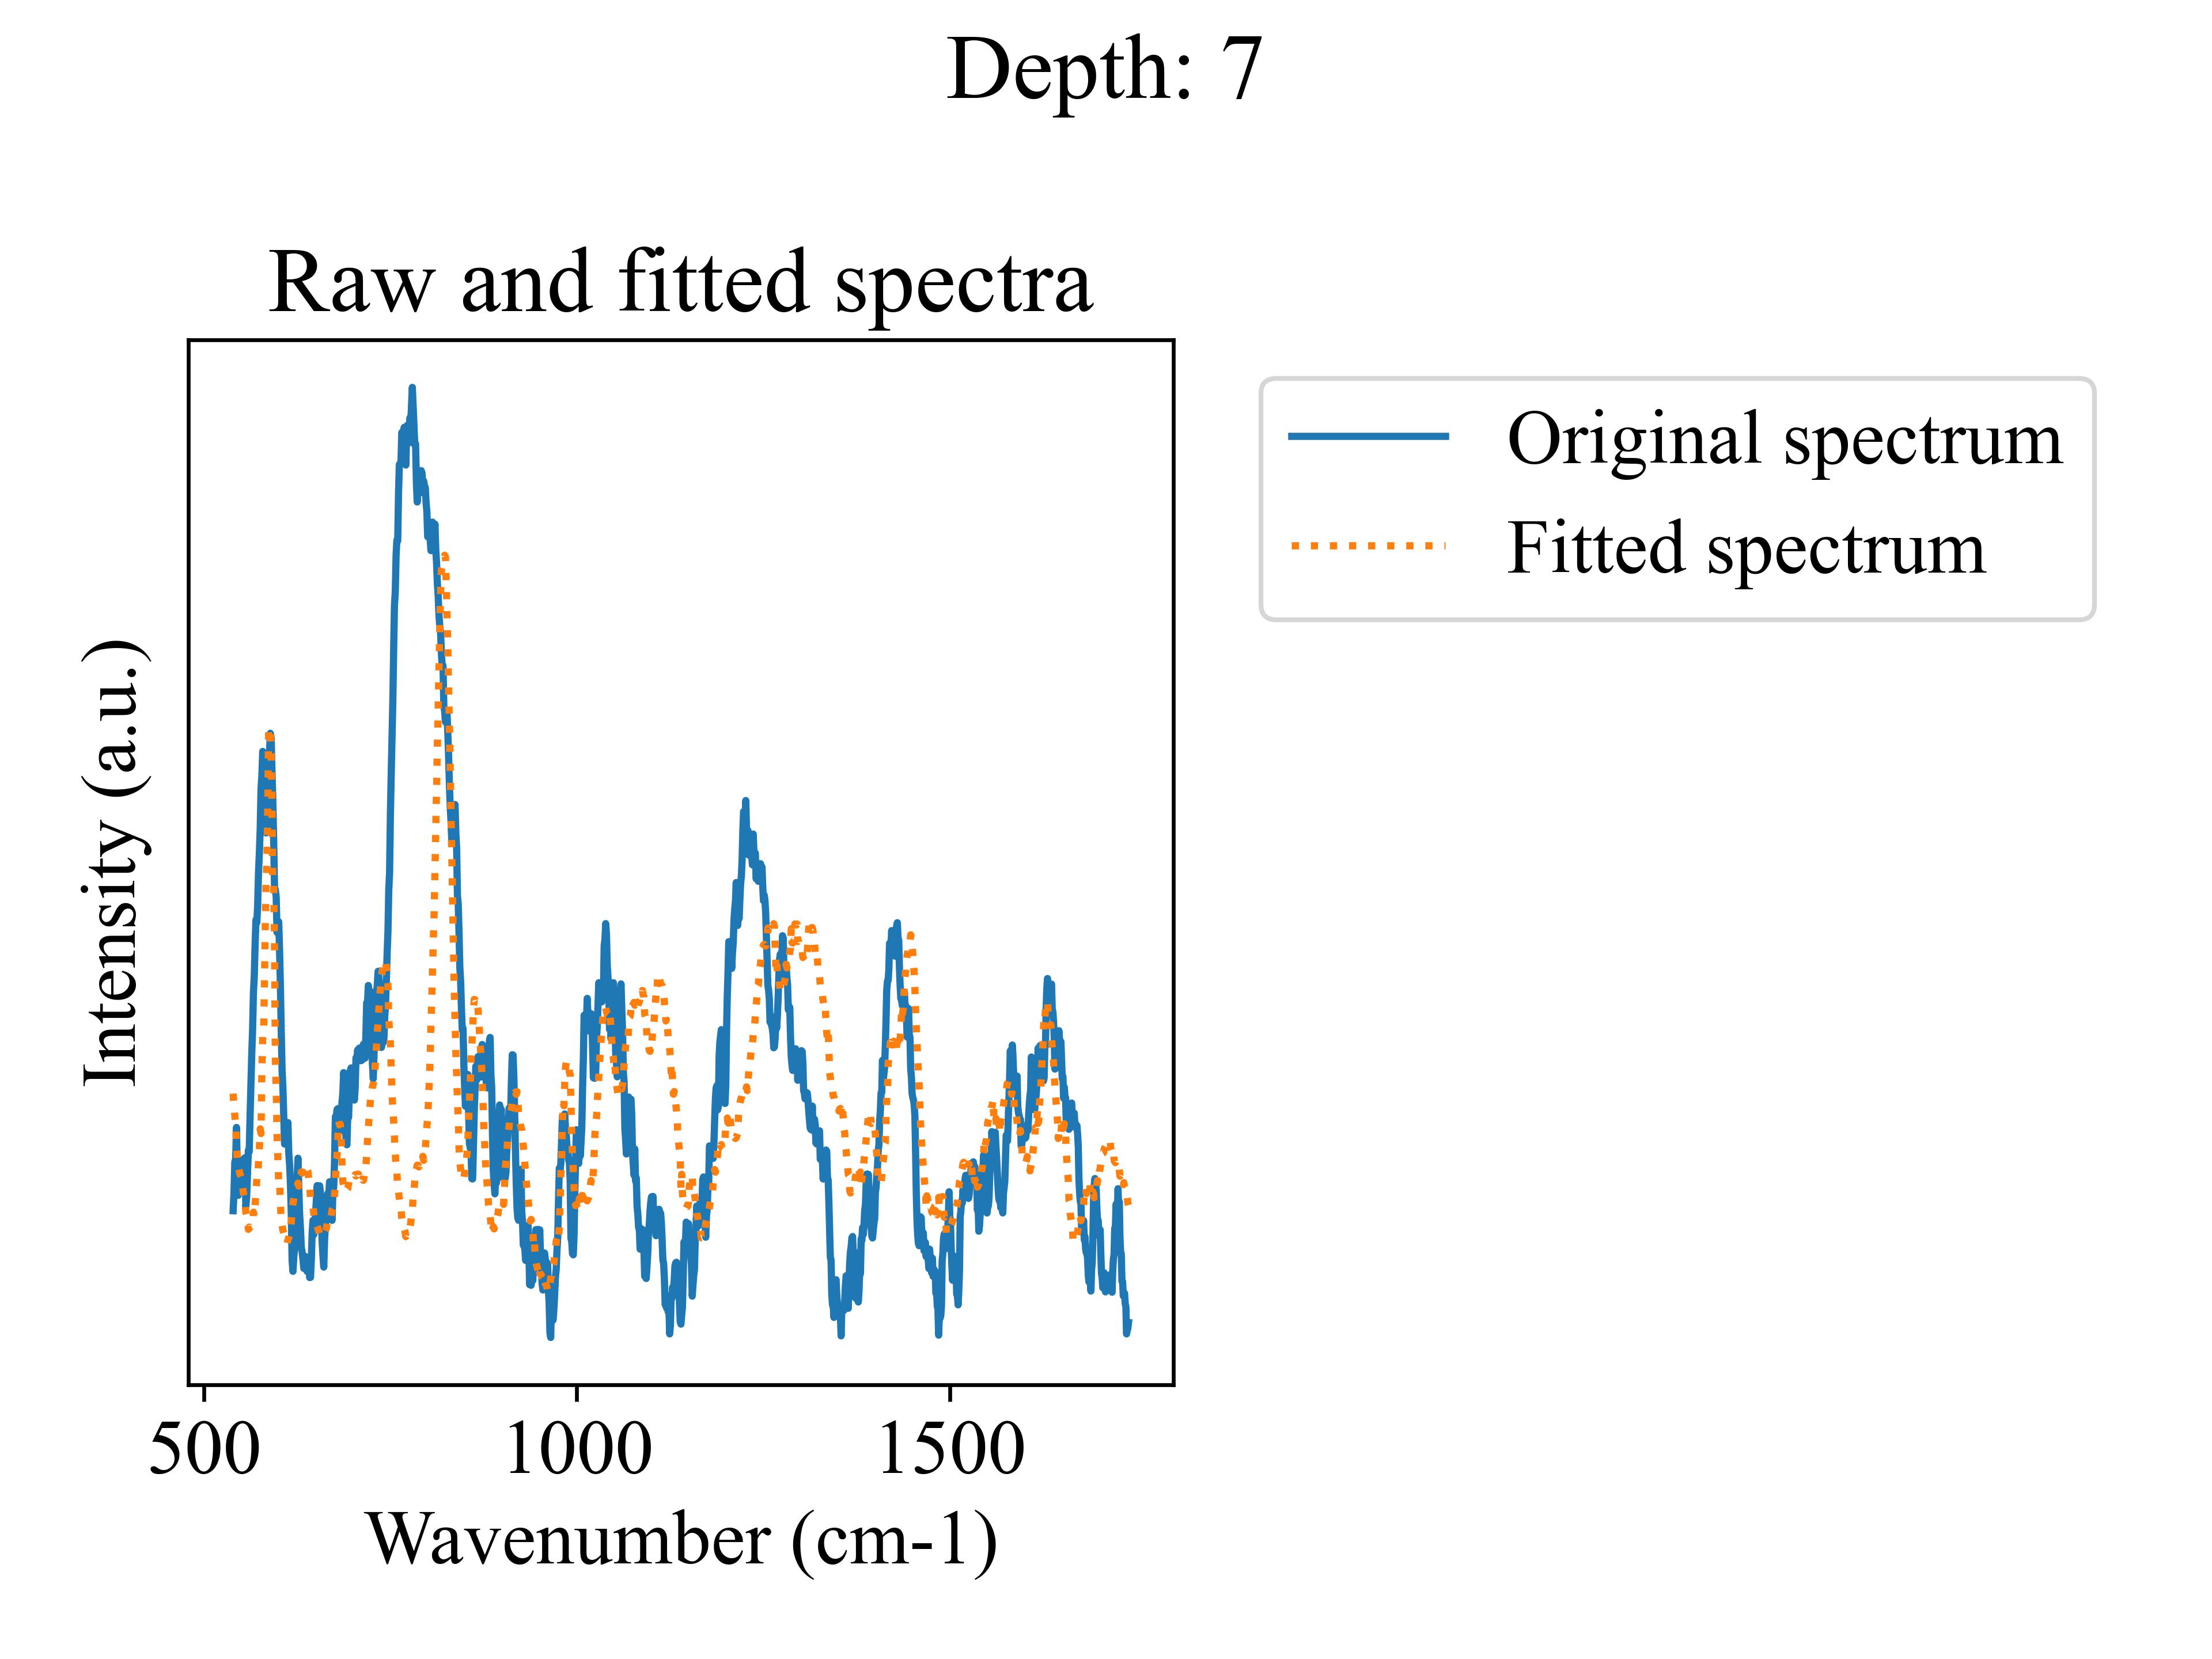 Depth: 7
Raw and fitted spectra
Original spectrum
Fitted spectrum
Intensity (a.u.)
500 1000 1500
Wavenumber (cm-1)